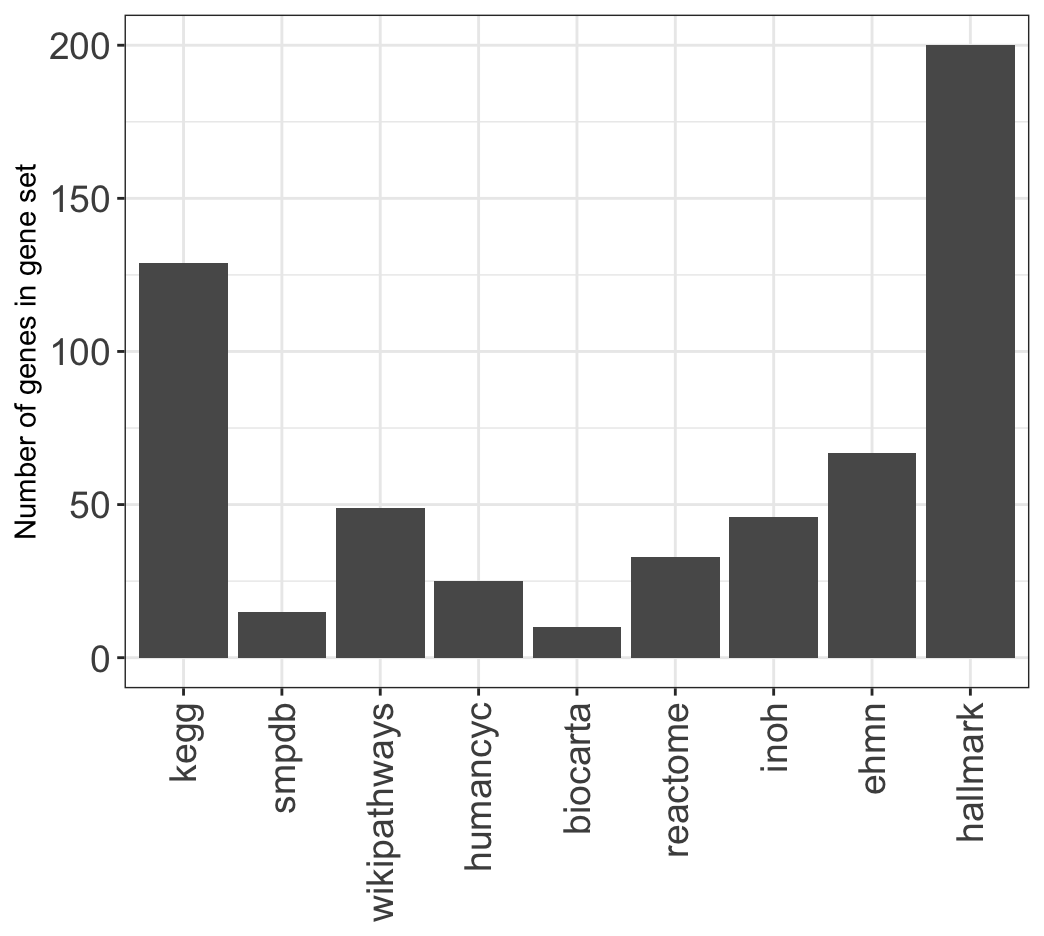 Number of genes in gene set
200
150
100
50
0
kegg
smpdb
wikipathways
humancyc
biocarta
reactome
inoh
ehmn
hallmark